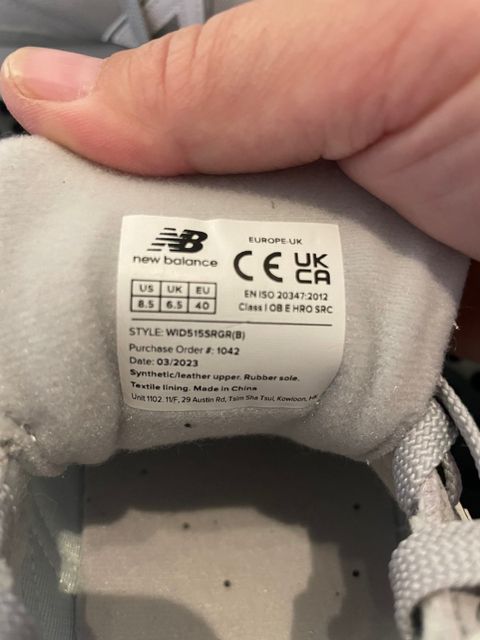 NB
new balance
EUROPE-UK
CE UK CA
US UK EU
8.5 6.5 40
EN ISO 20347:2012
Class I OB E HRO SRC
STYLE: WID515SRGR(B)
Purchase Order #: 1042
Date: 03/2023
Synthetic/leather upper. Rubber sole.
Textile lining. Made in China
Unit 1102. 11/F, 29 Austin Rd, Tsim Sha Tsui, Kowloon, HK